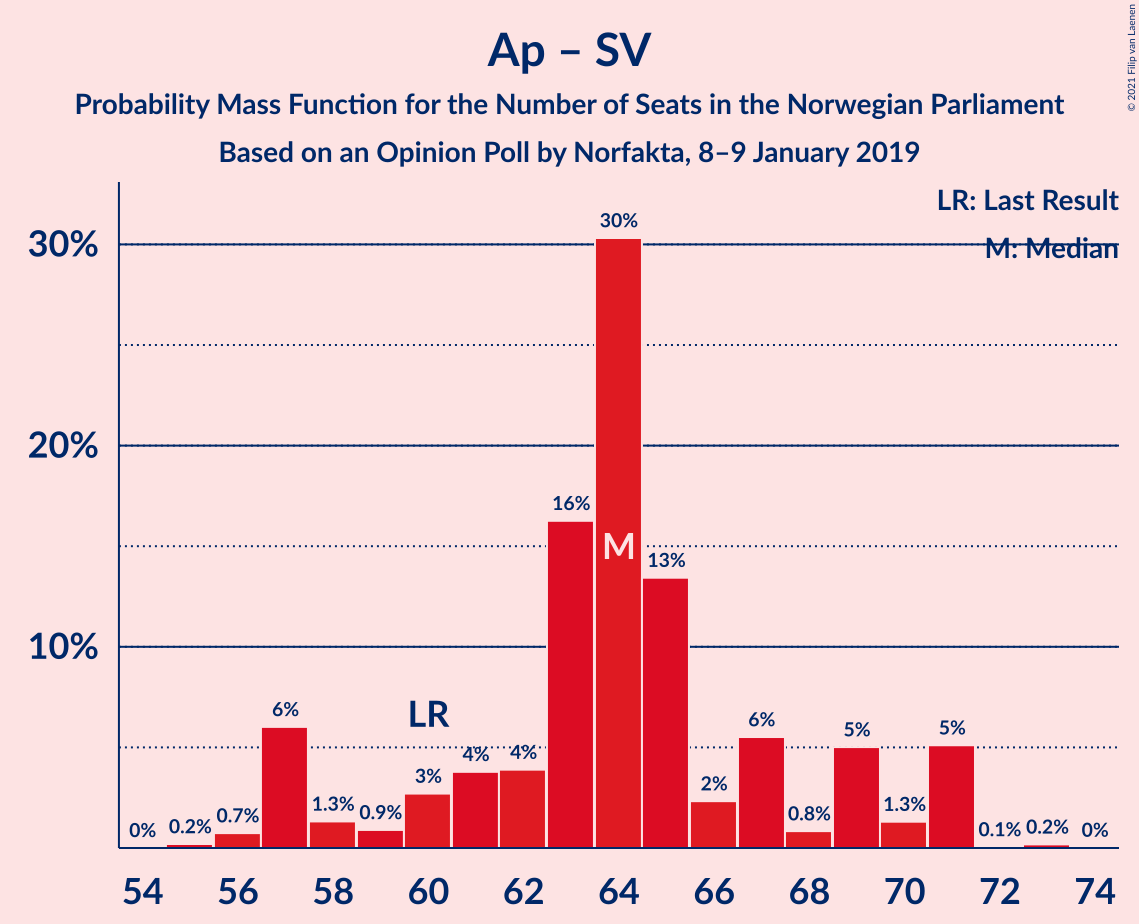 Ap – SV
Probability Mass Function for the Number of Seats in the Norwegian Parliament
Based on an Opinion Poll by Norfakta, 8–9 January 2019
© 2021 Filip van Laenen
LR: Last Result
M: Median
30%
20%
10%
0%
0.2%
0.7%
6%
1.3%
0.9%
3%
LR
4%
4%
16%
30%
M
13%
2%
6%
0.8%
5%
1.3%
5%
0.1%
0.2%
0%
54 56 58 60 62 64 66 68 70 72 74